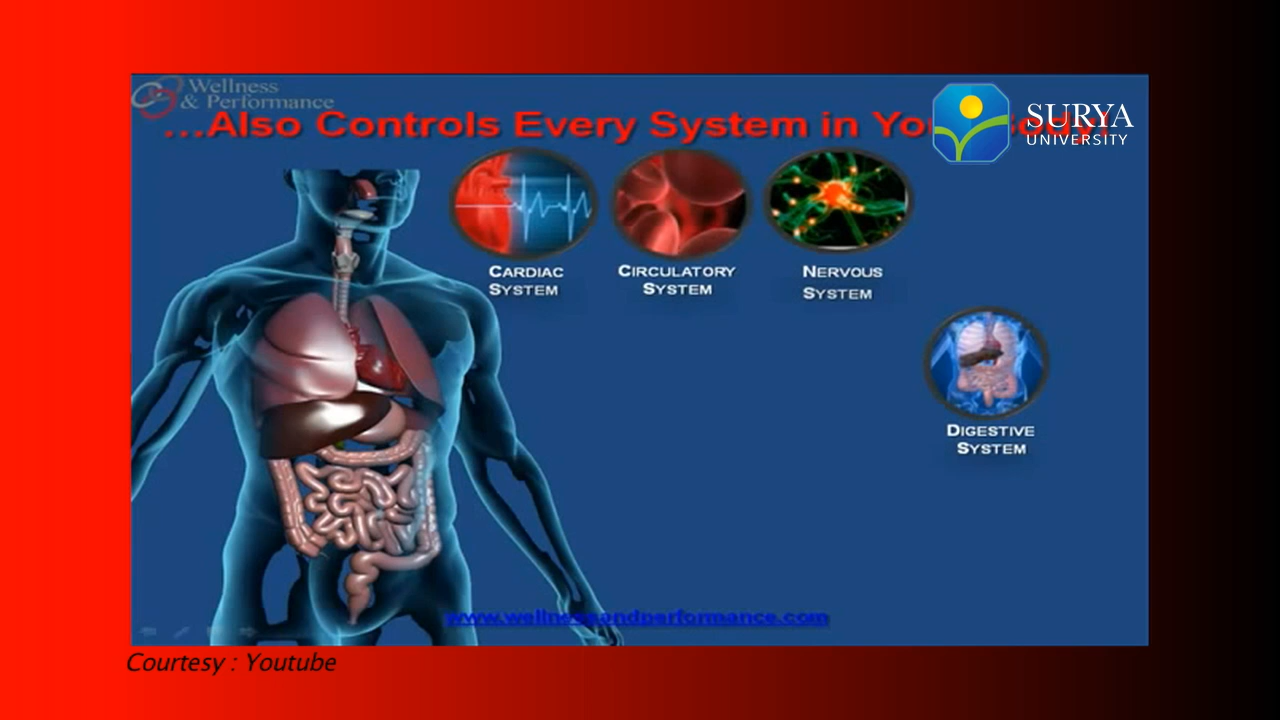 Wellness
& Performance
...Also Controls Every System in
SURYA
UNIVERSITY
CARDIAC
SYSTEM
CIRCULATORY
SYSTEM
NERVOUS
SYSTEM
DIGESTIVE
SYSTEM
www.wellnessandperformance.com
Courtesy : Youtube